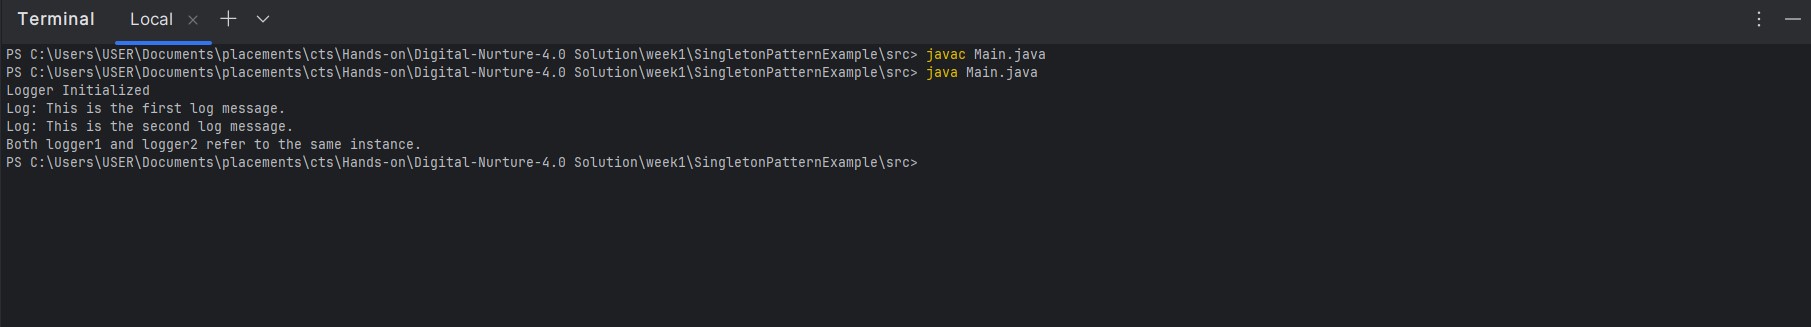 Terminal Local
PS C:\Users\USER\Documents\placements\cts\Hands-on\Digital-Nurture-4.0 Solution\week1\SingletonPatternExample\src> javac Main.java
PS C:\Users\USER\Documents\placements\cts\Hands-on\Digital-Nurture-4.0 Solution\week1\SingletonPatternExample\src> java Main.java
Logger Initialized
Log: This is the first log message.
Log: This is the second log message.
Both logger1 and logger2 refer to the same instance.
PS C:\Users\USER\Documents\placements\cts\Hands-on\Digital-Nurture-4.0 Solution\week1\SingletonPatternExample\src>